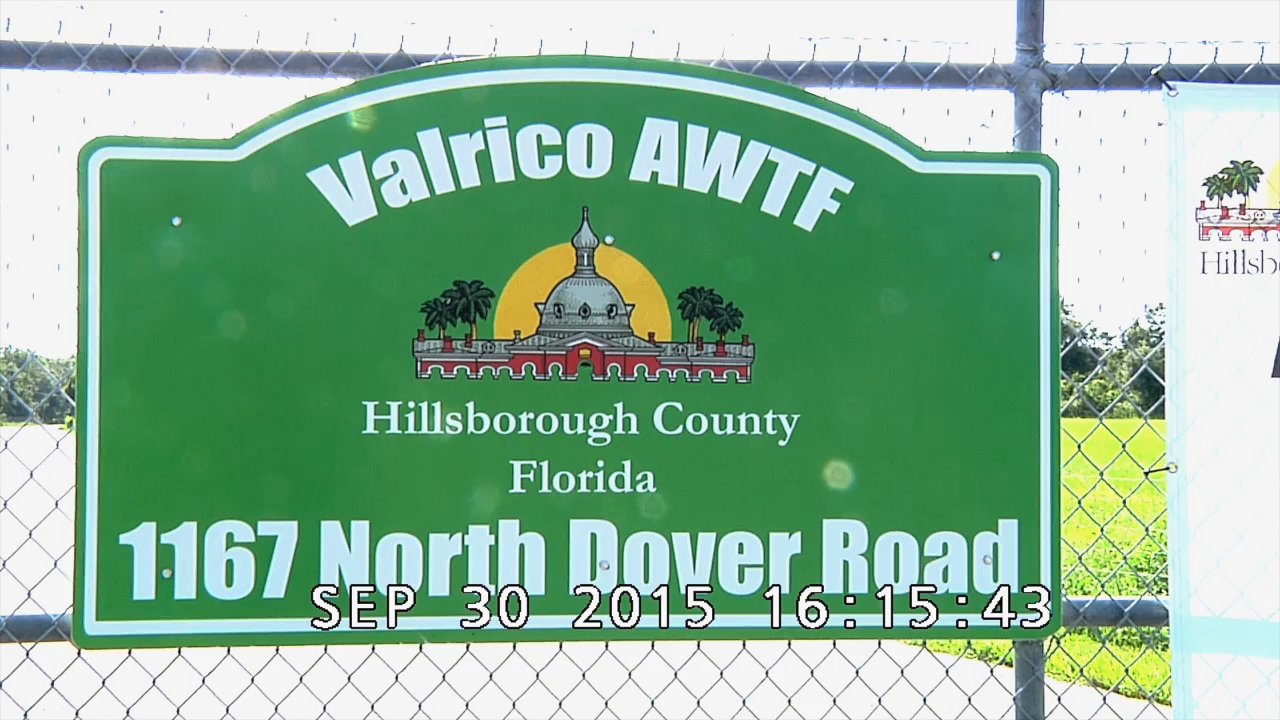 Valrico AWTF
Hillsborough County
Florida
1167 North Dover Road
SEP 30 2015 16:15:43